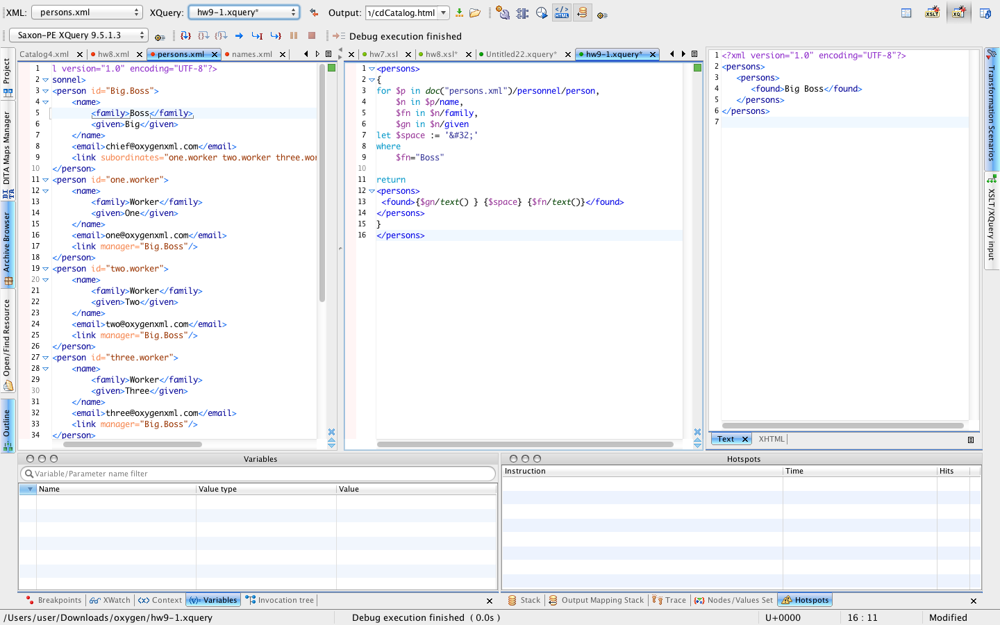 XML: persons.xml XQuery: hw9-1.xquery* Output: ?/cdCatalog.html
Saxon-PE XQuery 9.5.1.3 Debug execution finished
Project
DITA Maps Manager
Archive Browser
Open/Find Resource
Outline
Catalog4.xml hw8.xml persons.xml names.xml
1 l version="1.0" encoding="UTF-8"?>
2 sonnel>
3 <person id="Big.Boss">
4 <name>
5 <family>Boss</family>
6 <given>Big</given>
7 </name>
8 <email>chief@oxygenxml.com</email>
9 <link subordinates="one.worker two.worker three.wor
10 </person>
11 <person id="one.worker">
12 <name>
13 <family>Worker</family>
14 <given>One</given>
15 </name>
16 <email>one@oxygenxml.com</email>
17 <link manager="Big.Boss"/>
18 </person>
19 <person id="two.worker">
20 <name>
21 <family>Worker</family>
22 <given>Two</given>
23 </name>
24 <email>two@oxygenxml.com</email>
25 <link manager="Big.Boss"/>
26 </person>
27 <person id="three.worker">
28 <name>
29 <family>Worker</family>
30 <given>Three</given>
31 </name>
32 <email>three@oxygenxml.com</email>
33 <link manager="Big.Boss"/>
34 </person>
hw7.xsl hw8.xsl* Untitled22.xquery* hw9-1.xquery*
1 <persons>
2 {
3 for $p in doc("persons.xml")/personnel/person,
4 $n in $p/name,
5 $fn in $n/family,
6 $gn in $n/given
7 let $space := '&#32;'
8 where
9 $fn="Boss"
10
11 return
12 <persons>
13 <found>{$gn/text() } {$space} {$fn/text()}</found>
14 </persons>
15 }
16 </persons>
1 <?xml version="1.0" encoding="UTF-8"?>
2 <persons>
3 <persons>
4 <found>Big Boss</found>
5 </persons>
6 </persons>
7
Text XHTML
Transformation Scenarios
XSLT/XQuery input
Variables
Variable/Parameter name filter
Name Value type Value
Breakpoints XWatch Context Variables Invocation tree
Hotspots
Instruction Time Hits
Stack Output Mapping Stack Trace Nodes/Values Set Hotspots
/Users/user/Downloads/oxygen/hw9-1.xquery Debug execution finished ( 0.0s ) U+0000 16 : 11 Modified